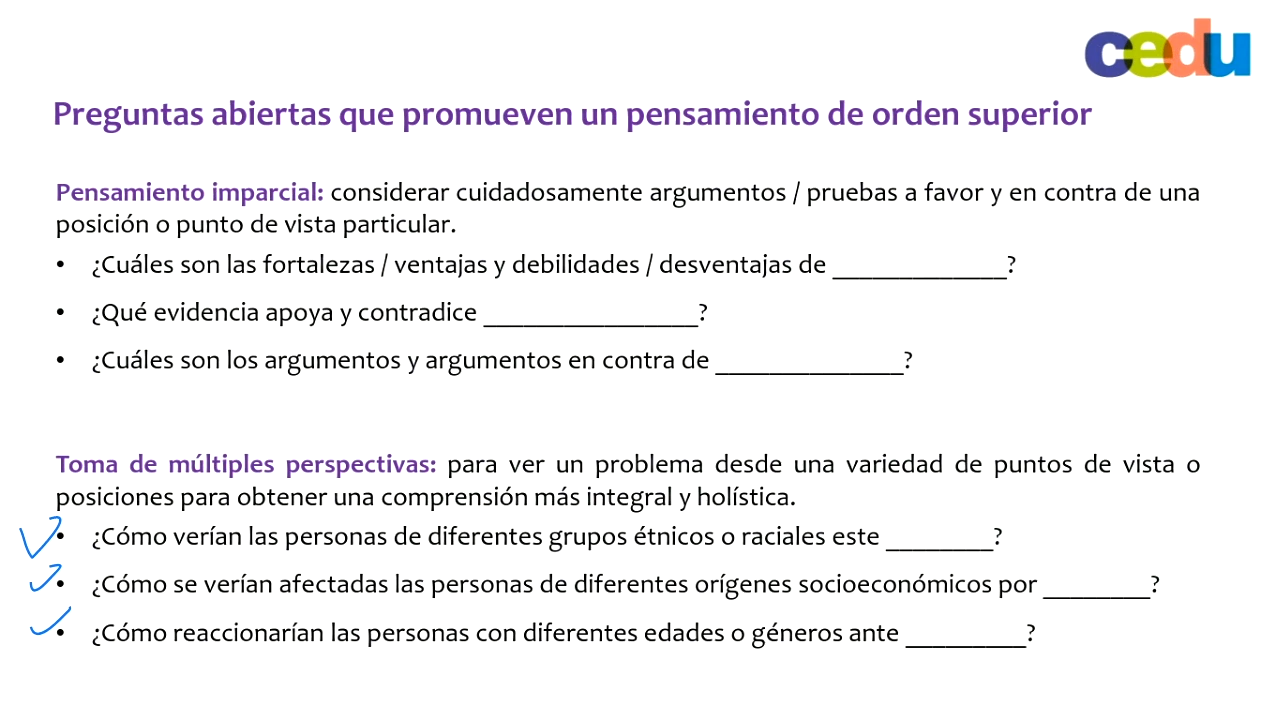 cedu
Preguntas abiertas que promueven un pensamiento de orden superior
Pensamiento imparcial: considerar cuidadosamente argumentos / pruebas a favor y en contra de una
posición o punto de vista particular.
• ¿Cuáles son las fortalezas / ventajas y debilidades / desventajas de _____________?
• ¿Qué evidencia apoya y contradice ________________?
• ¿Cuáles son los argumentos y argumentos en contra de ______________?
Toma de múltiples perspectivas: para ver un problema desde una variedad de puntos de vista o
posiciones para obtener una comprensión más integral y holística.
• ¿Cómo verían las personas de diferentes grupos étnicos o raciales este ________?
• ¿Cómo se verían afectadas las personas de diferentes orígenes socioeconómicos por ________?
• ¿Cómo reaccionarían las personas con diferentes edades o géneros ante _________?